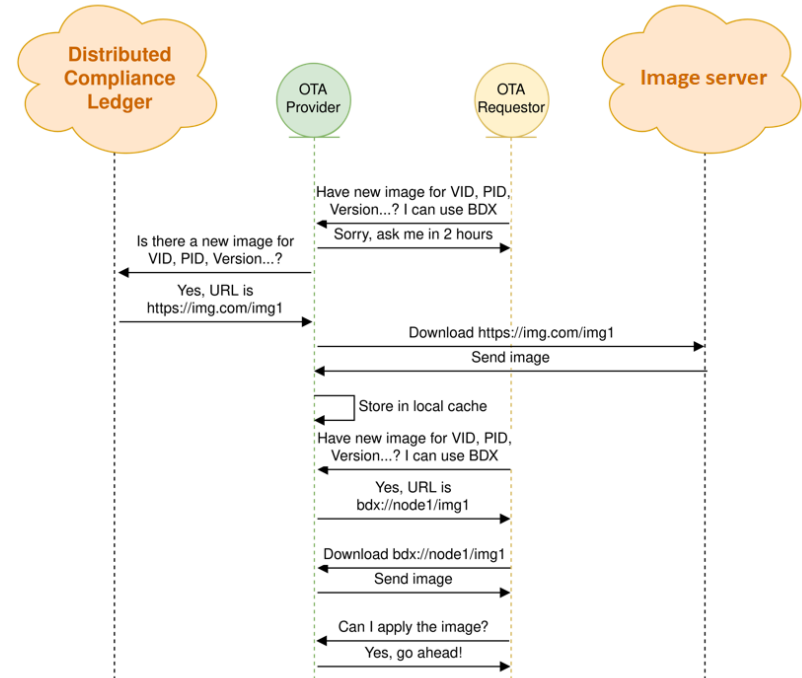 Distributed
Compliance
Ledger
OTA
Provider
OTA
Requestor
Image server
Have new image for VID, PID,
Version...? I can use BDX
Sorry, ask me in 2 hours
Is there a new image for
VID, PID, Version...?
Yes, URL is
https://img.com/img1
Download https://img.com/img1
Send image
Store in local cache
Have new image for VID, PID,
Version...? I can use BDX
Yes, URL is
bdx://node1/img1
Download bdx://node1/img1
Send image
Can I apply the image?
Yes, go ahead!